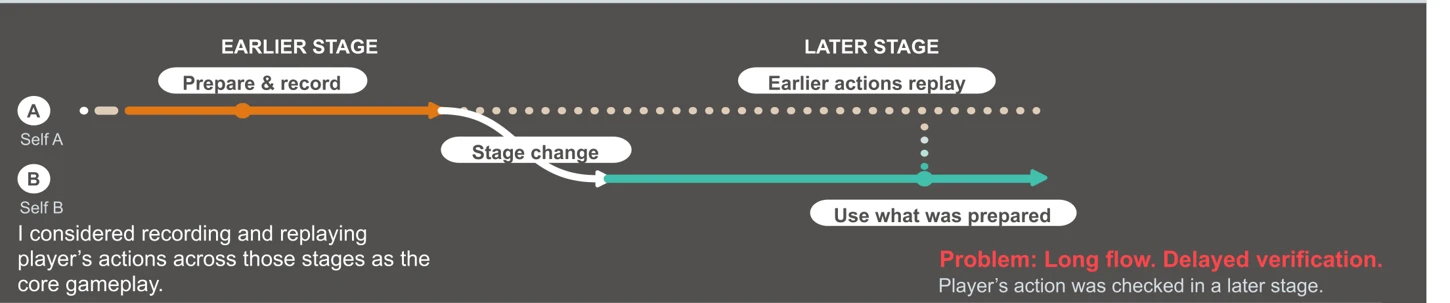 EARLIER STAGE
LATER STAGE
Prepare & record
Earlier actions replay
A
Self A
Stage change
B
Self B
Use what was prepared
I considered recording and replaying
player’s actions across those stages as the
core gameplay.
Problem: Long flow. Delayed verification.
Player’s action was checked in a later stage.